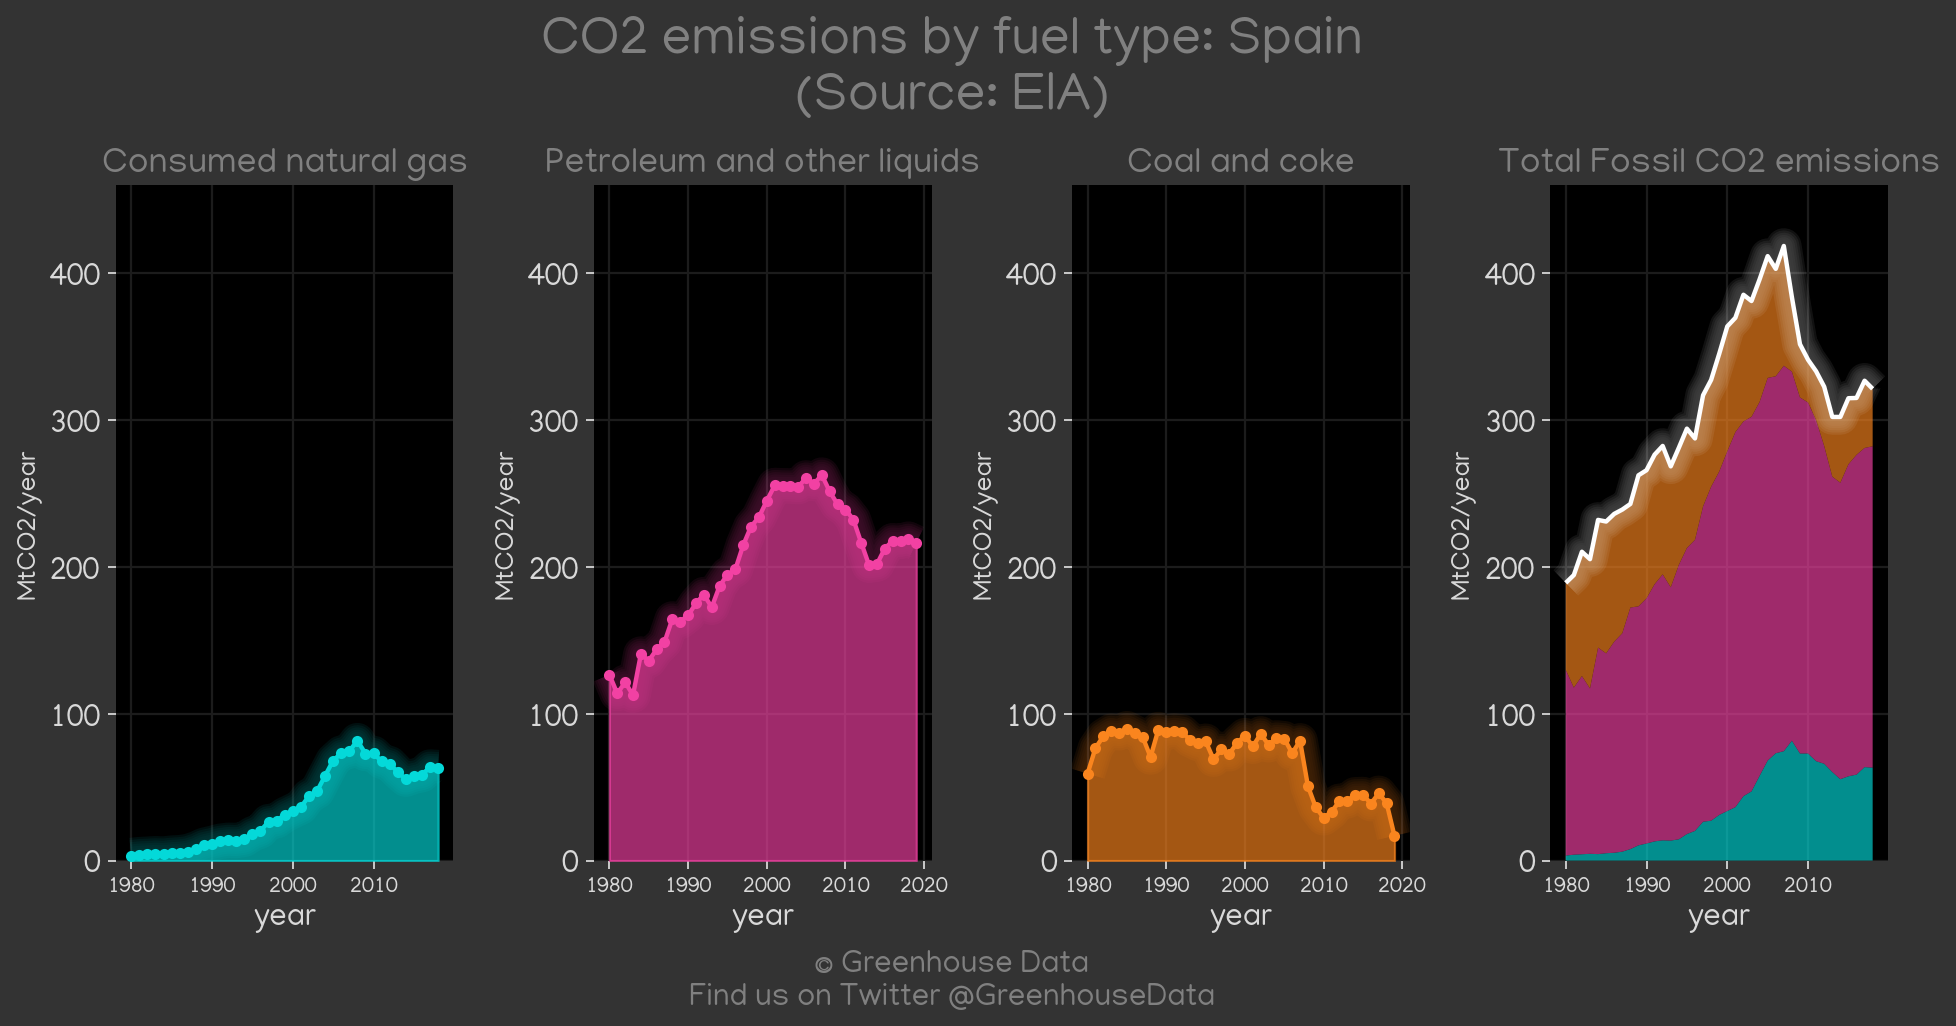 CO2 emissions by fuel type: Spain
(Source: EIA)
Consumed natural gas
MtCO2/year
400
300
200
100
0
1980 1990 2000 2010
year
Petroleum and other liquids
MtCO2/year
400
300
200
100
0
1980 1990 2000 2010 2020
year
Coal and coke
MtCO2/year
400
300
200
100
0
1980 1990 2000 2010 2020
year
Total Fossil CO2 emissions
MtCO2/year
400
300
200
100
0
1980 1990 2000 2010
year
© Greenhouse Data
Find us on Twitter @GreenhouseData